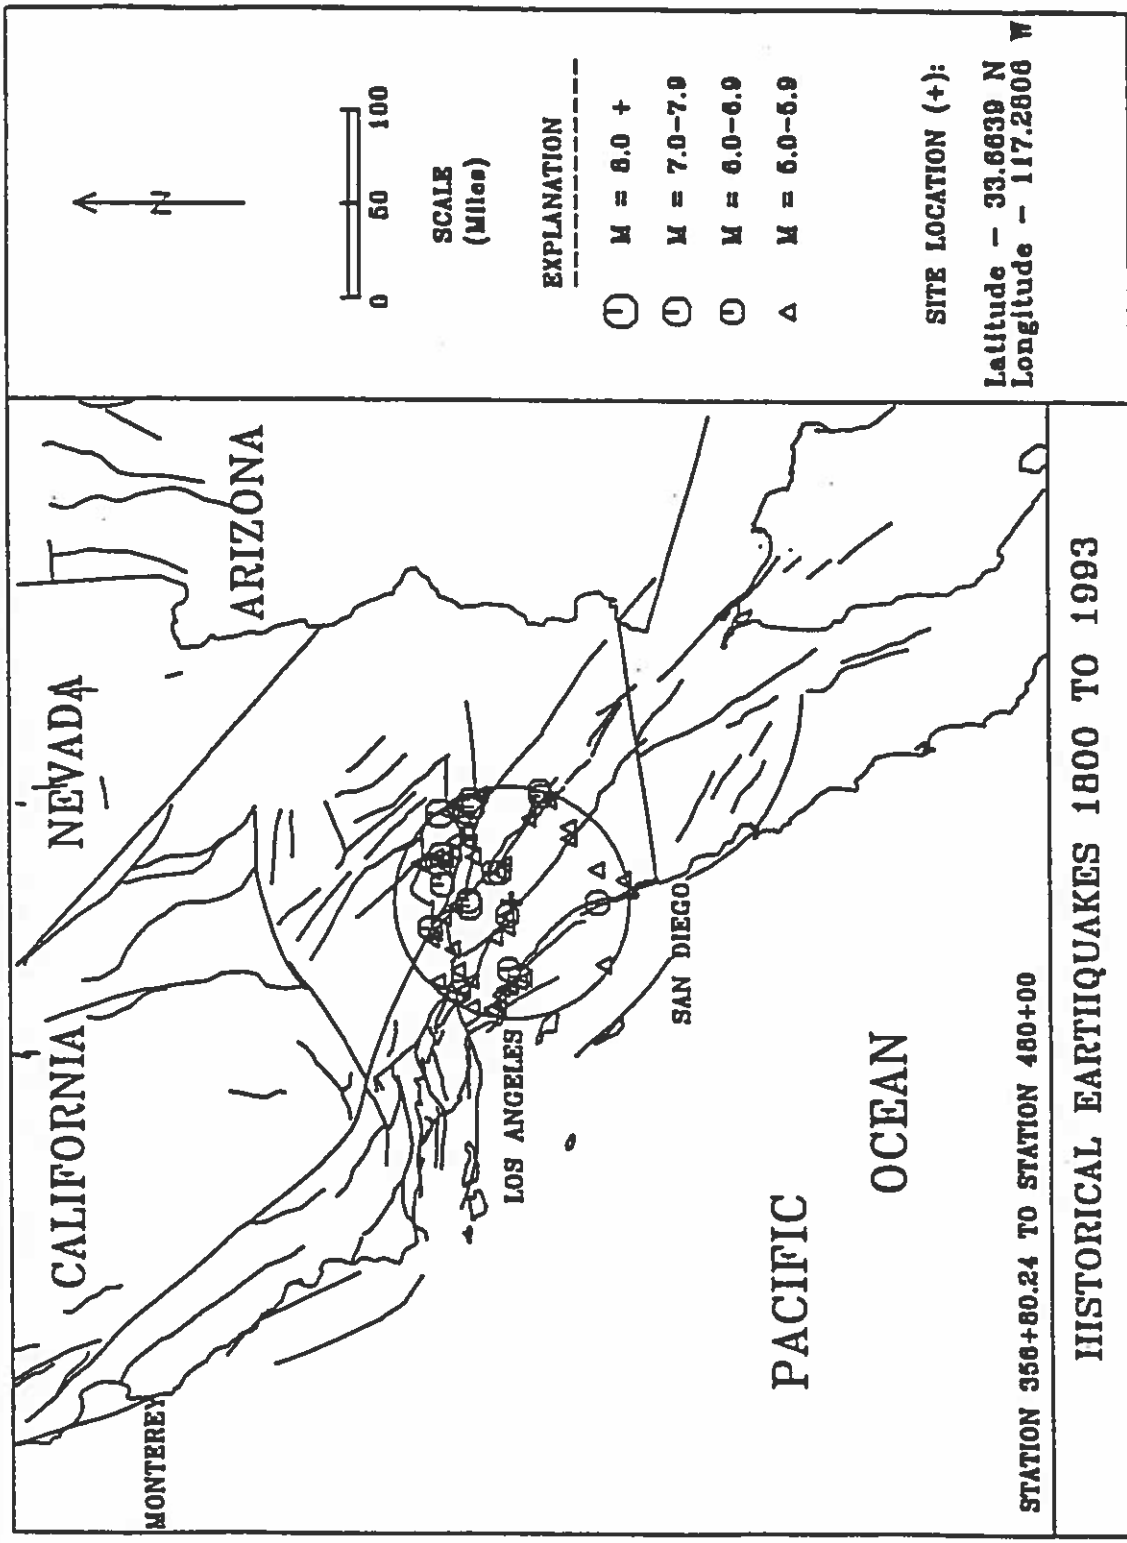 CALIFORNIA
NEVADA
ARIZONA
MONTEREY
LOS ANGELES
SAN DIEGO
PACIFIC
OCEAN
STATION 356+80.24 TO STATION 480+00
HISTORICAL EARTHQUAKES 1800 TO 1993
N
0 50 100
SCALE
(Miles)
EXPLANATION
M = 8.0 +
M = 7.0-7.9
M = 6.0-6.9
M = 5.0-5.9
SITE LOCATION (+):
Latitude - 33.6639 N
Longitude - 117.2806 W